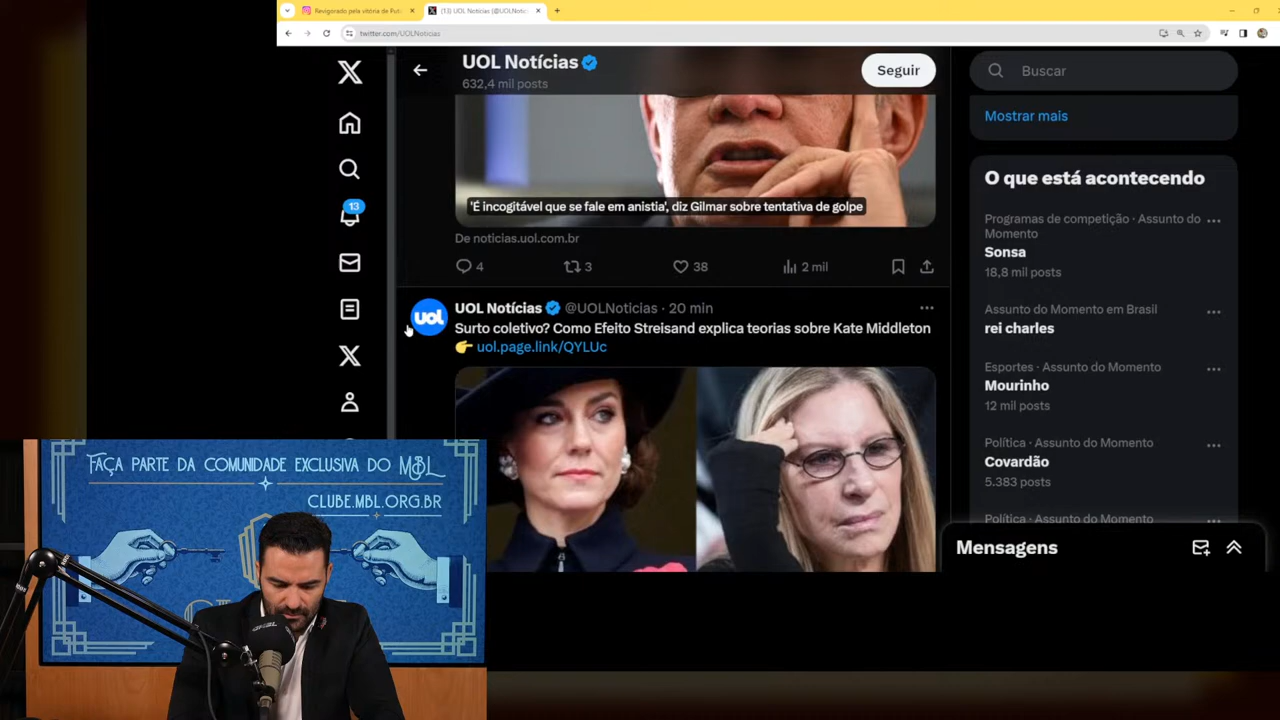 Revigorado pela vitória de Put
(13) UOL Notícias (@UOLNotic
twitter.com/UOLNoticias
UOL Notícias
632,4 mil posts
Seguir
Buscar
Mostrar mais
'É incogitável que se fale em anistia', diz Gilmar sobre tentativa de golpe
De noticias.uol.com.br
4
3
38
2 mil
13
uol
UOL Notícias @UOLNoticias · 20 min
Surto coletivo? Como Efeito Streisand explica teorias sobre Kate Middleton
👉 uol.page.link/QYLUc
O que está acontecendo
Programas de competição · Assunto do
Momento
Sonsa
18,8 mil posts
Assunto do Momento em Brasil
rei charles
Esportes · Assunto do Momento
Mourinho
12 mil posts
Política · Assunto do Momento
Covardão
5.383 posts
Política · Assunto do Momento
Mensagens
FAÇA PARTE DA COMUNIDADE EXCLUSIVA DO MBL
CLUBE.MBL.ORG.BR